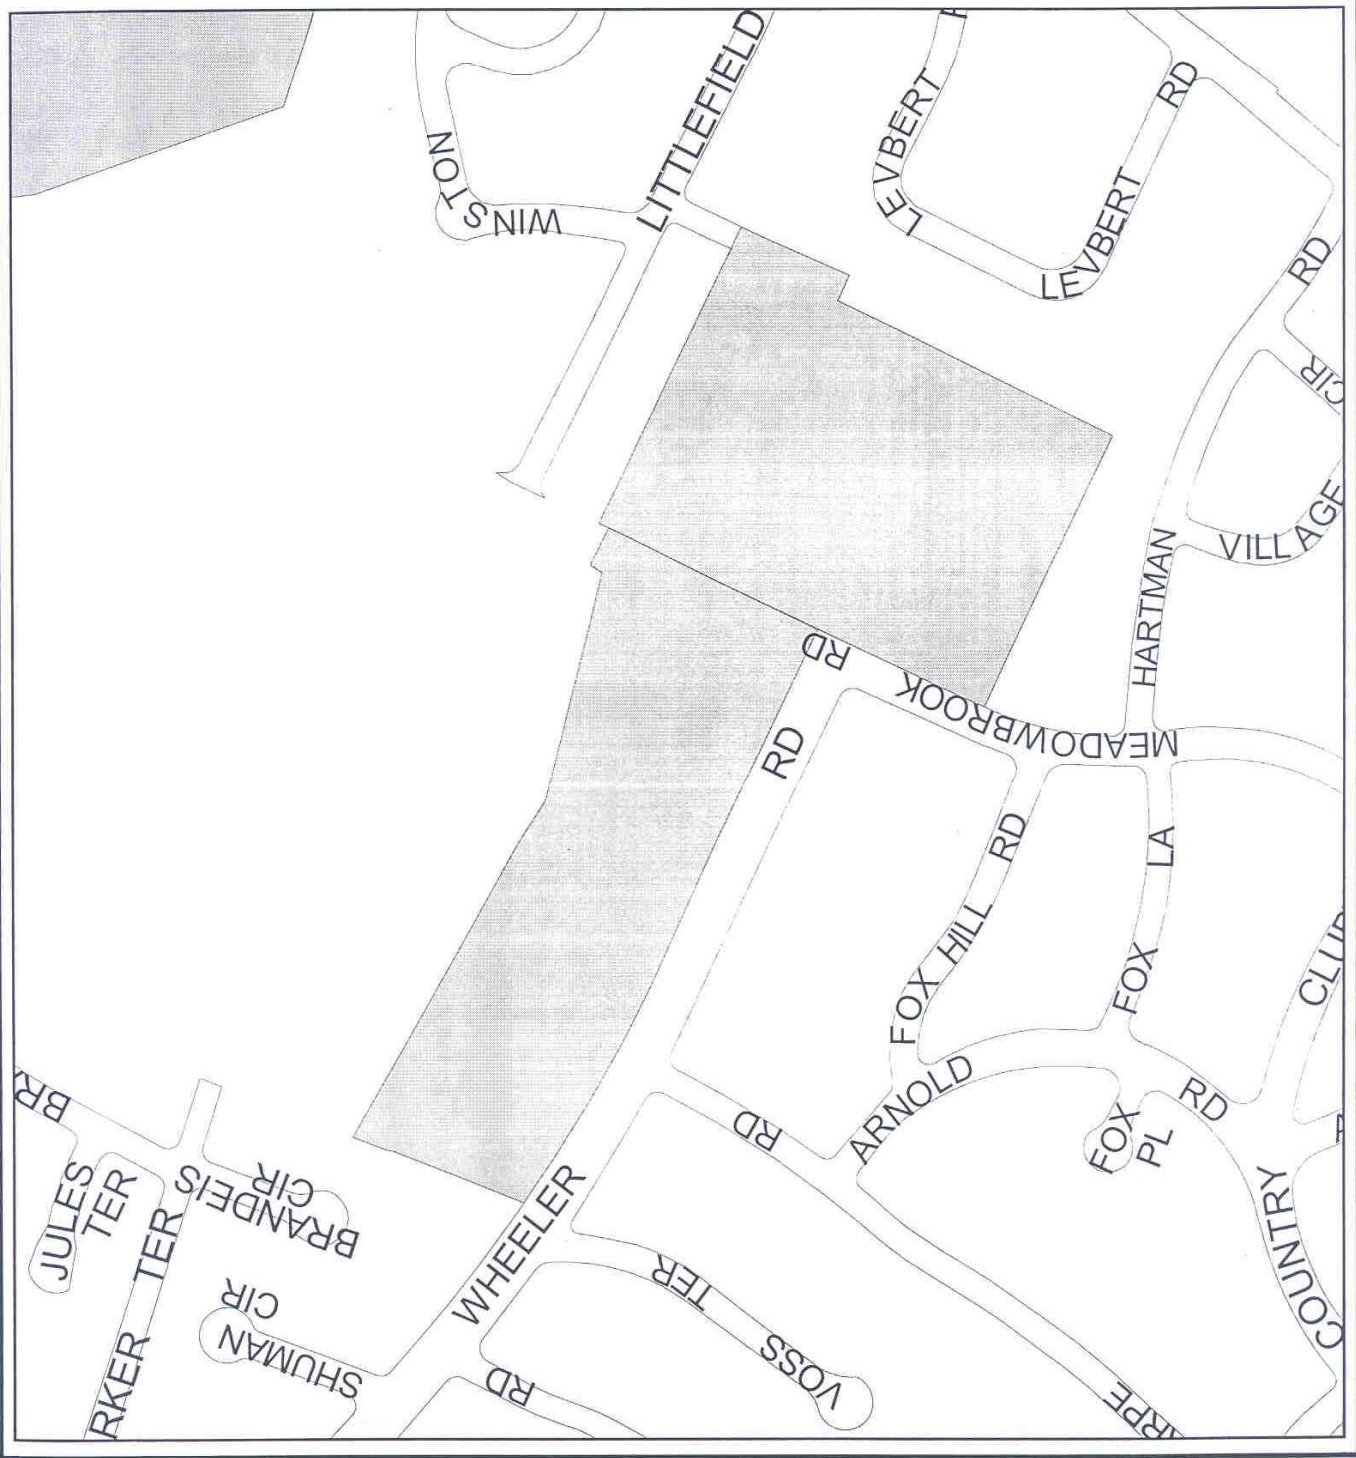 LITTLEFIELD
LEVBERT
RD
WINSTON
LEVBERT
RD
CIR
VILLAGE
HARTMAN
RD
MEADOWBROOK
RD
FOX HILL RD
FOX LA
ARNOLD
RD
FOX
PL
RD
COUNTRY
JULES
TER
BRANDEIS
CIR
TER
RKER
WHEELER
SHUMAN
CIR
VOSS
TER
RD